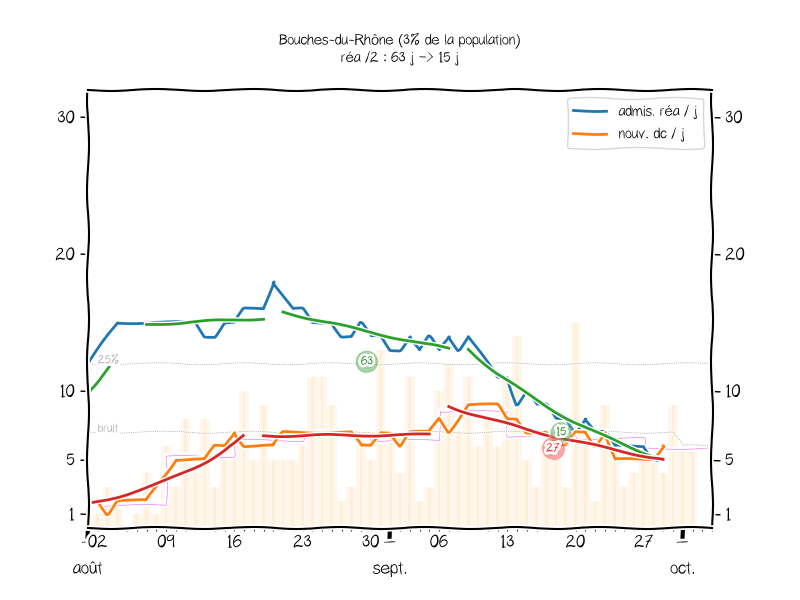 Bouches-du-Rhône (3% de la population)
réa /2 : 63 j -> 15 j
admis. réa / j
nouv. dc / j
30
30
20
20
25%
63
10
10
bruit
15
27
5
5
1
1
02 09 16 23 30 06 13 20 27
août sept. oct.